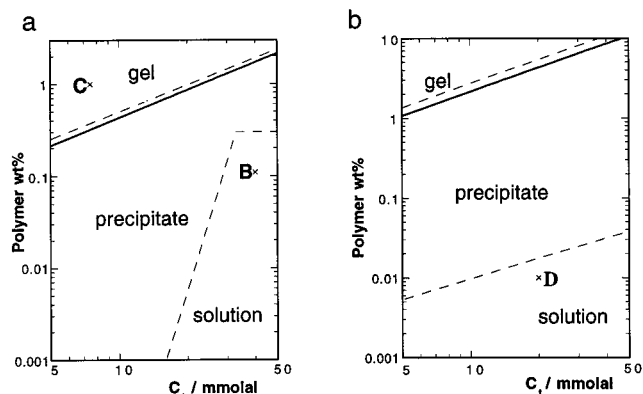 a
gel
C
B
precipitate
solution
Polymer wt%
1
0.1
0.01
0.001
5
10
50
C / mmolal
b
gel
precipitate
D
solution
Polymer wt%
10
1
0.1
0.01
0.001
5
10
50
C / mmolal